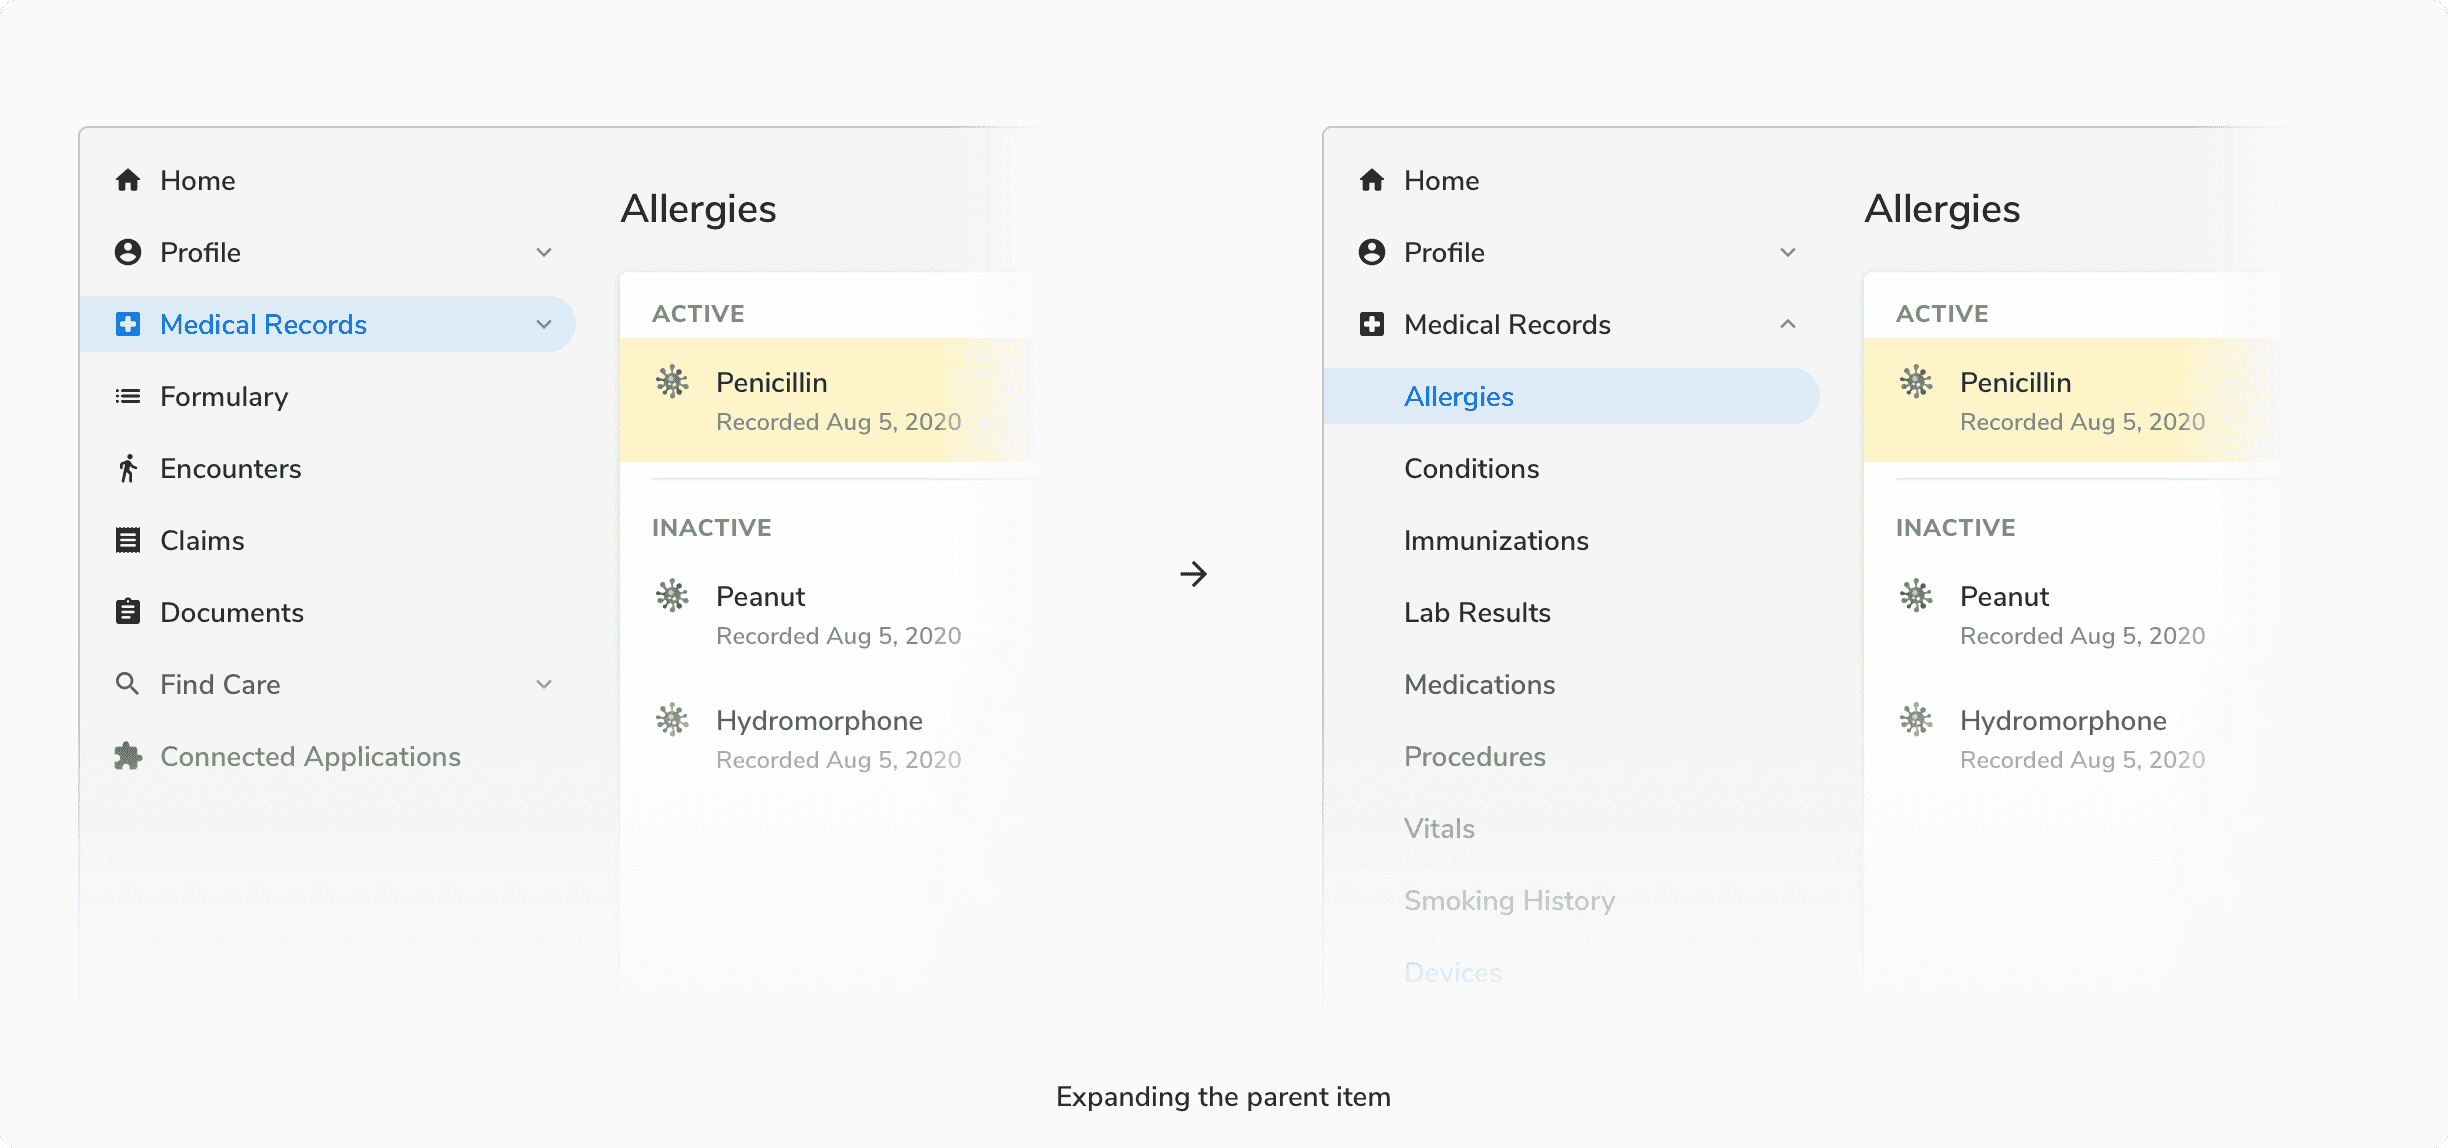 Home
Profile
Medical Records
Formulary
Encounters
Claims
Documents
Find Care
Connected Applications
Allergies
ACTIVE
Penicillin
Recorded Aug 5, 2020
INACTIVE
Peanut
Recorded Aug 5, 2020
Hydromorphone
Recorded Aug 5, 2020
Home
Profile
Medical Records
Allergies
Conditions
Immunizations
Lab Results
Medications
Procedures
Vitals
Smoking History
Devices
Allergies
ACTIVE
Penicillin
Recorded Aug 5, 2020
INACTIVE
Peanut
Recorded Aug 5, 2020
Hydromorphone
Recorded Aug 5, 2020
Expanding the parent item